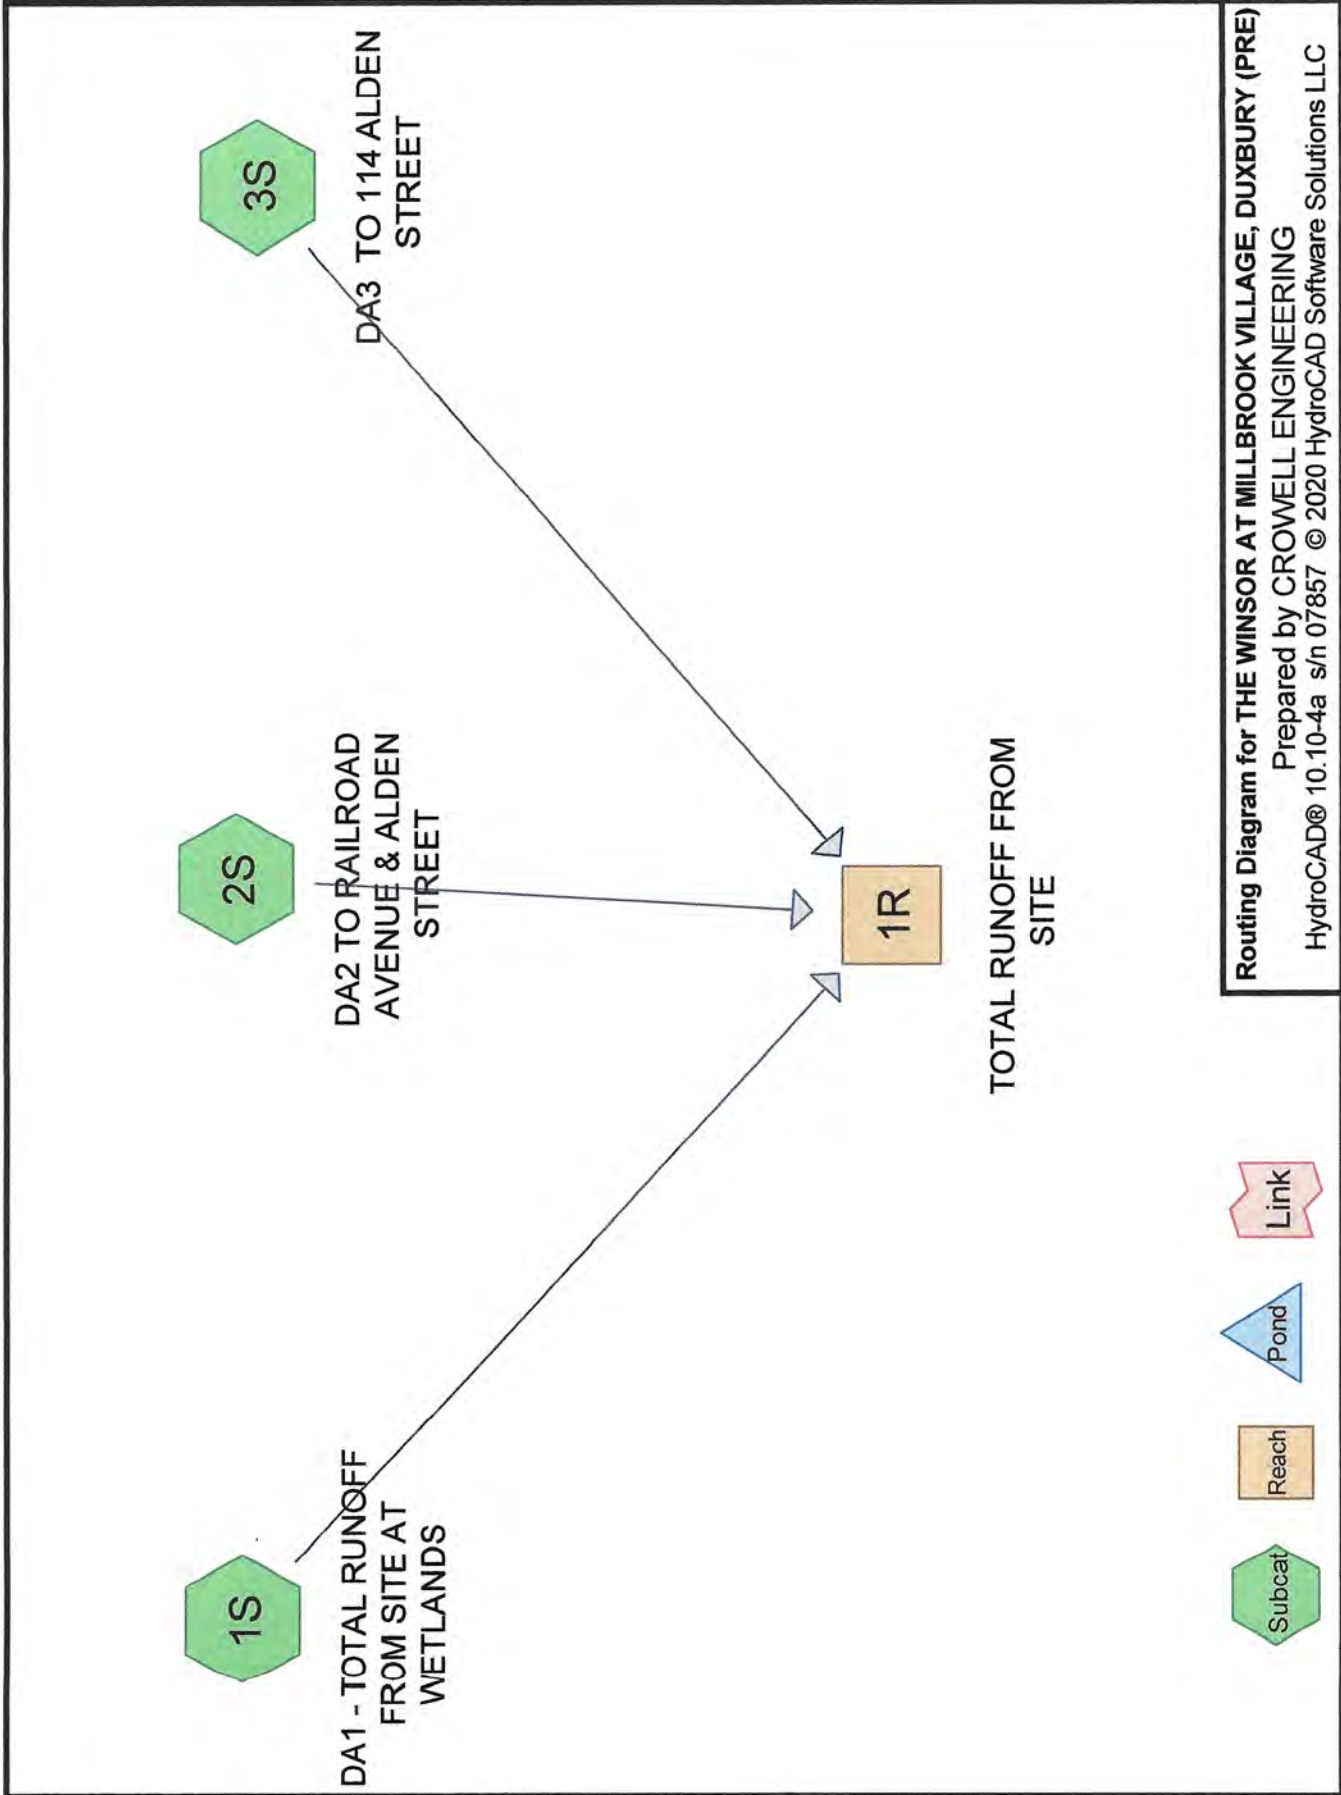 1S
DA1 - TOTAL RUNOFF
FROM SITE AT
WETLANDS
2S
DA2 TO RAILROAD
AVENUE & ALDEN
STREET
3S
DA3 TO 114 ALDEN
STREET
1R
TOTAL RUNOFF FROM
SITE
Subcat
Reach
Pond
Link
Routing Diagram for THE WINSOR AT MILLBROOK VILLAGE, DUXBURY (PRE)
Prepared by CROWELL ENGINEERING
HydroCAD® 10.10-4a s/n 07857 © 2020 HydroCAD Software Solutions LLC